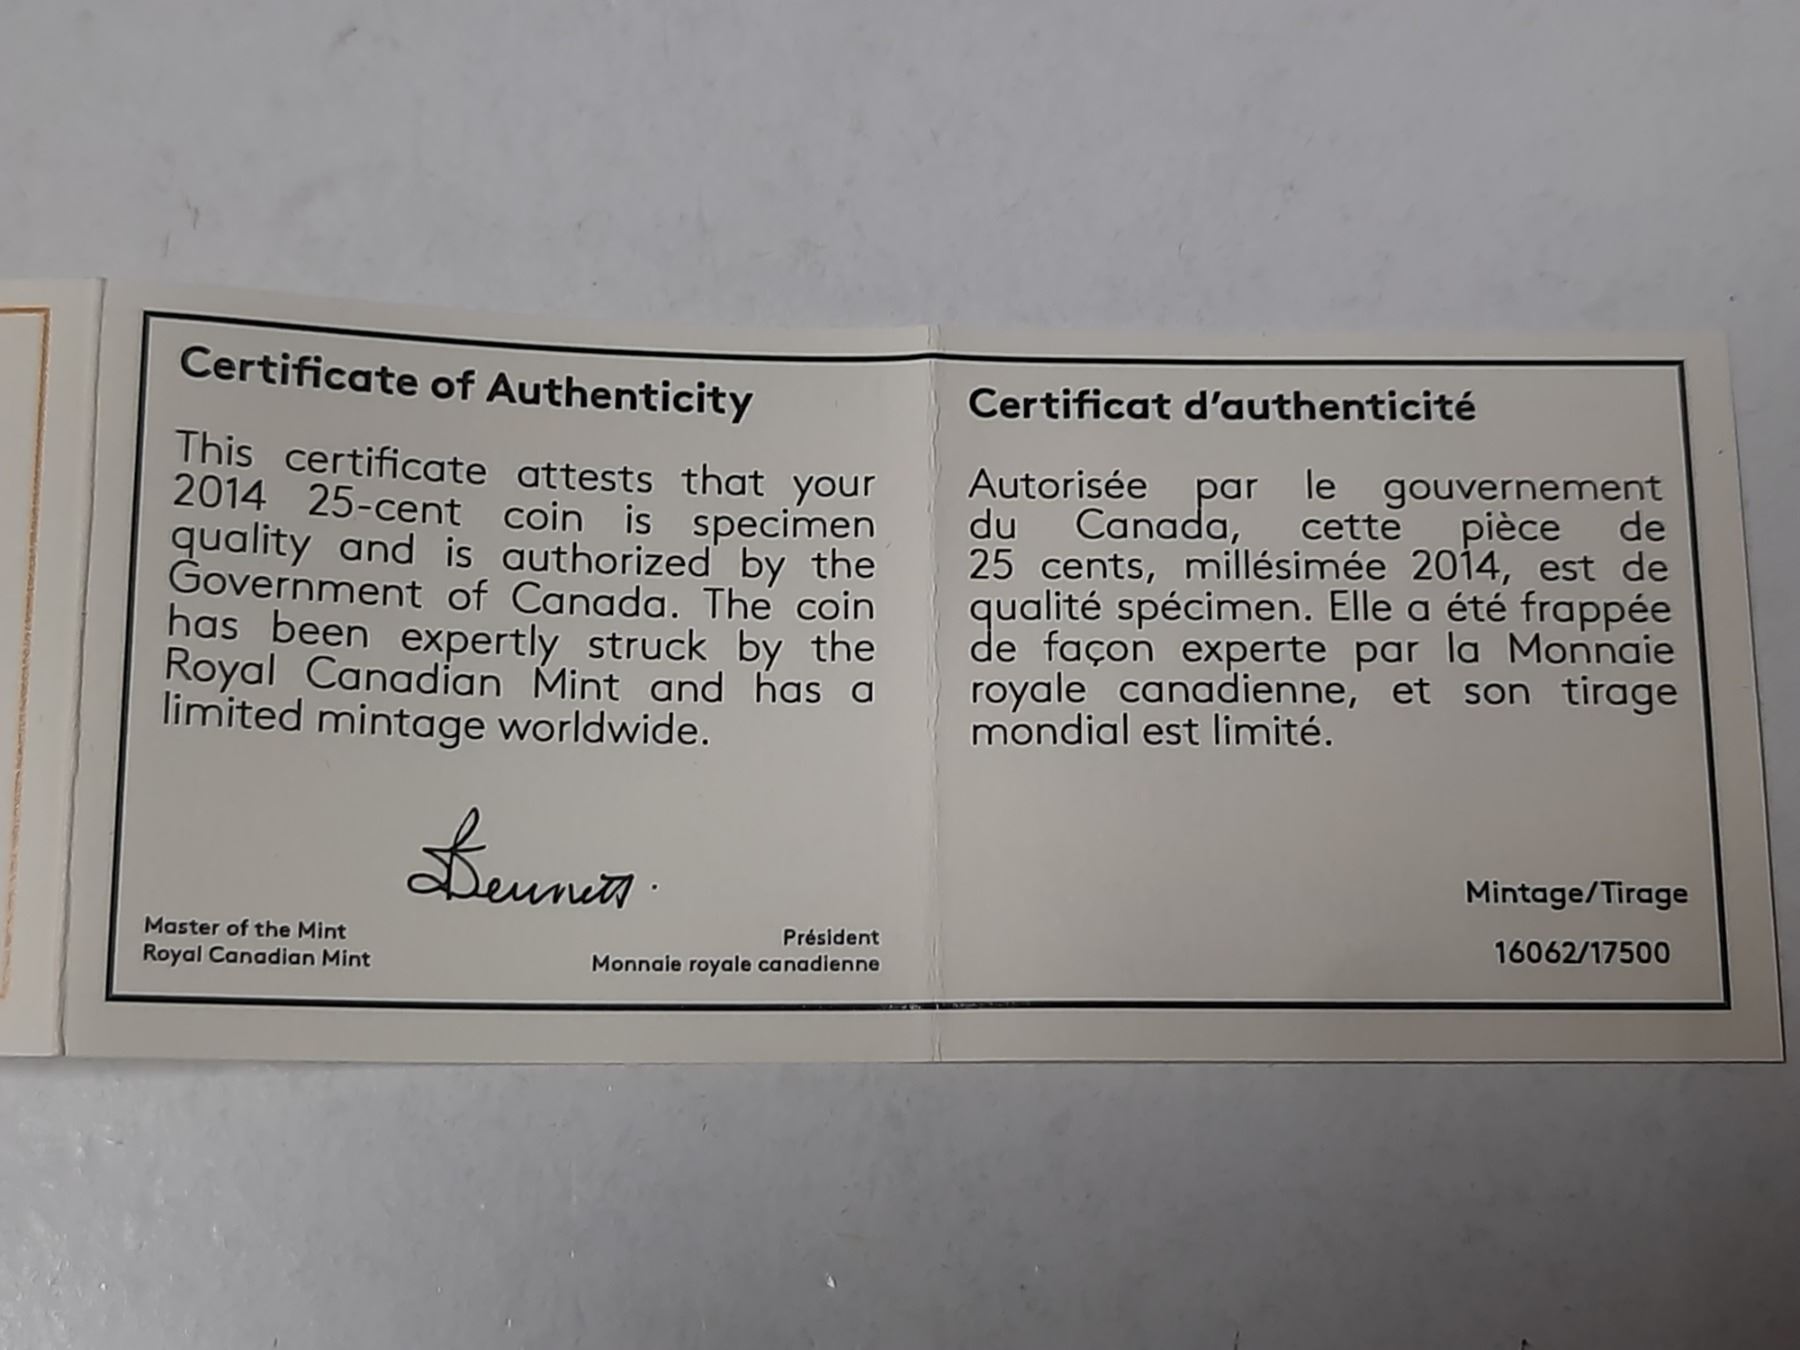 Certificate of Authenticity
This certificate attests that your
2014 25-cent coin is specimen
quality and is authorized by the
Government of Canada. The coin
has been expertly struck by the
Royal Canadian Mint and has a
limited mintage worldwide.
Bennett
Master of the Mint
Royal Canadian Mint
Président
Monnaie royale canadienne
Certificat d'authenticité
Autorisée par le gouvernement
du Canada, cette pièce de
25 cents, millésimée 2014, est de
qualité spécimen. Elle a été frappée
de façon experte par la Monnaie
royale canadienne, et son tirage
mondial est limité.
Mintage/Tirage
16062/17500